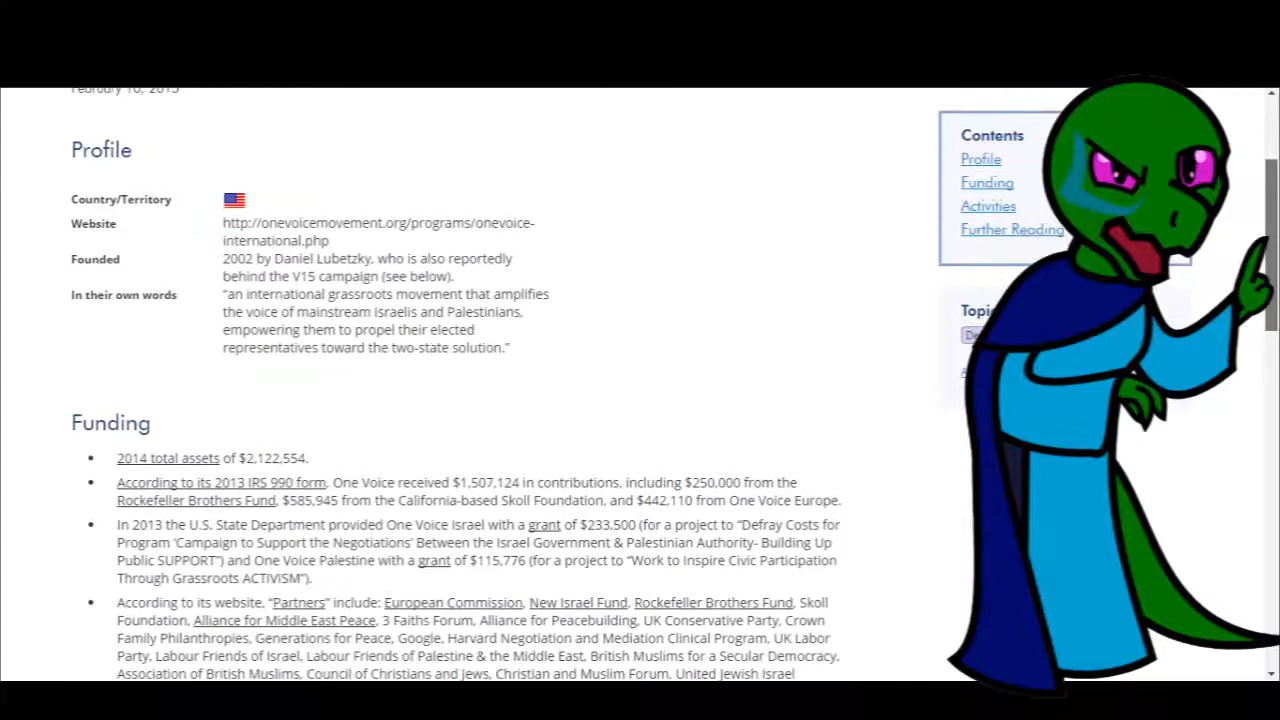 February 10, 2015
Profile
Country/Territory
Website
http://onevoicemovement.org/programs/onevoice-
international.php
Founded
2002 by Daniel Lubetzky, who is also reportedly
behind the V15 campaign (see below).
In their own words
“an international grassroots movement that amplifies
the voice of mainstream Israelis and Palestinians,
empowering them to propel their elected
representatives toward the two-state solution.”
Funding
2014 total assets of $2,122,554.
According to its 2013 IRS 990 form, One Voice received $1,507,124 in contributions, including $250,000 from the
Rockefeller Brothers Fund, $585,945 from the California-based Skoll Foundation, and $442,110 from One Voice Europe.
In 2013 the U.S. State Department provided One Voice Israel with a grant of $233,500 (for a project to “Defray Costs for
Program ‘Campaign to Support the Negotiations’ Between the Israel Government & Palestinian Authority- Building Up
Public SUPPORT”) and One Voice Palestine with a grant of $115,776 (for a project to “Work to Inspire Civic Participation
Through Grassroots ACTIVISM”).
According to its website, “Partners” include: European Commission, New Israel Fund, Rockefeller Brothers Fund, Skoll
Foundation, Alliance for Middle East Peace, 3 Faiths Forum, Alliance for Peacebuilding, UK Conservative Party, Crown
Family Philanthropies, Generations for Peace, Google, Harvard Negotiation and Mediation Clinical Program, UK Labor
Party, Labour Friends of Israel, Labour Friends of Palestine & the Middle East, British Muslims for a Secular Democracy,
Association of British Muslims, Council of Christians and Jews, Christian and Muslim Forum, United Jewish Israel
Contents
Profile
Funding
Activities
Further Reading